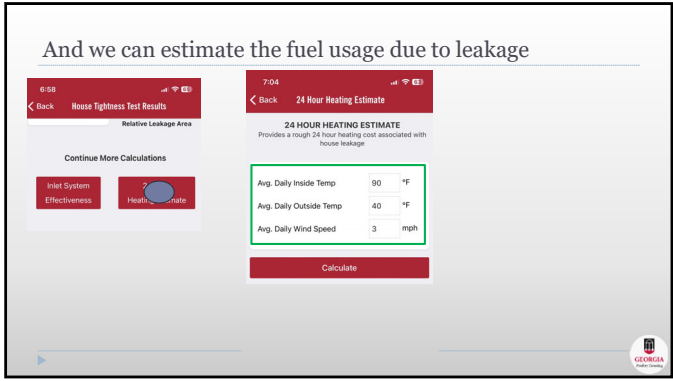 And we can estimate the fuel usage due to leakage
6:58
Back House Tightness Test Results
Relative Leakage Area
Continue More Calculations
Inlet System
Effectiveness
2
Heating mate
7:04
Back 24 Hour Heating Estimate
24 HOUR HEATING ESTIMATE
Provides a rough 24 hour heating cost associated with
house leakage
Avg. Daily Inside Temp 90 °F
Avg. Daily Outside Temp 40 °F
Avg. Daily Wind Speed 3 mph
Calculate
GEORGIA